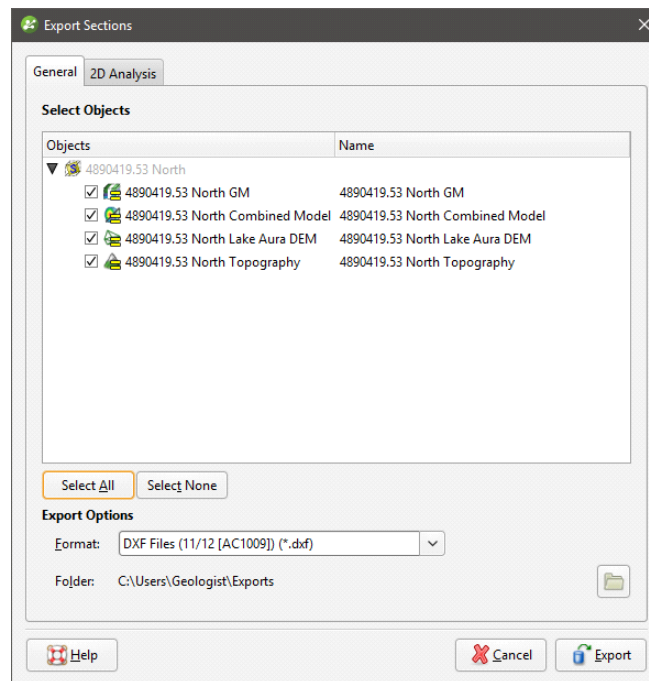 Export Sections
General 2D Analysis
Select Objects
Objects Name
4890419.53 North
4890419.53 North GM 4890419.53 North GM
4890419.53 North Combined Model 4890419.53 North Combined Model
4890419.53 North Lake Aura DEM 4890419.53 North Lake Aura DEM
4890419.53 North Topography 4890419.53 North Topography
Select All Select None
Export Options
Format: DXF Files (11/12 [AC1009]) (*.dxf)
Folder: C:\Users\Geologist\Exports
Help Cancel Export